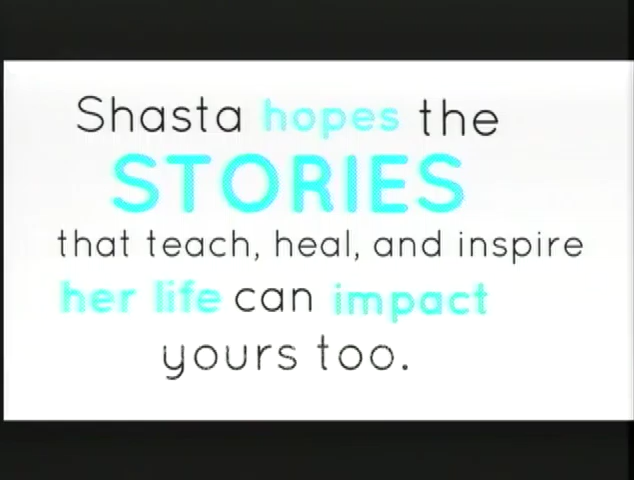 Shasta hopes the
STORIES
that teach, heal, and inspire
her life can impact
yours too.